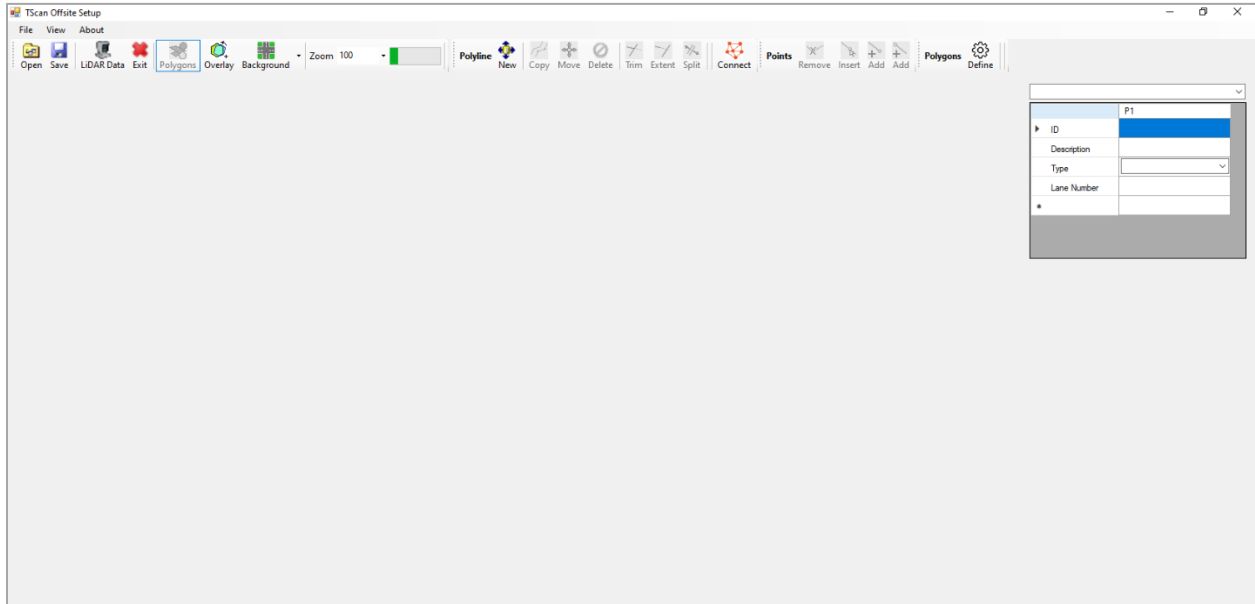 TScan Offsite Setup
File View About
Open Save LiDAR Data Exit Polygons Overlay Background Zoom 100 Polyline New Copy Move Delete Trim Extent Split Connect Points Remove Insert Add Add Polygons Define
P1
ID
Description
Type
Lane Number